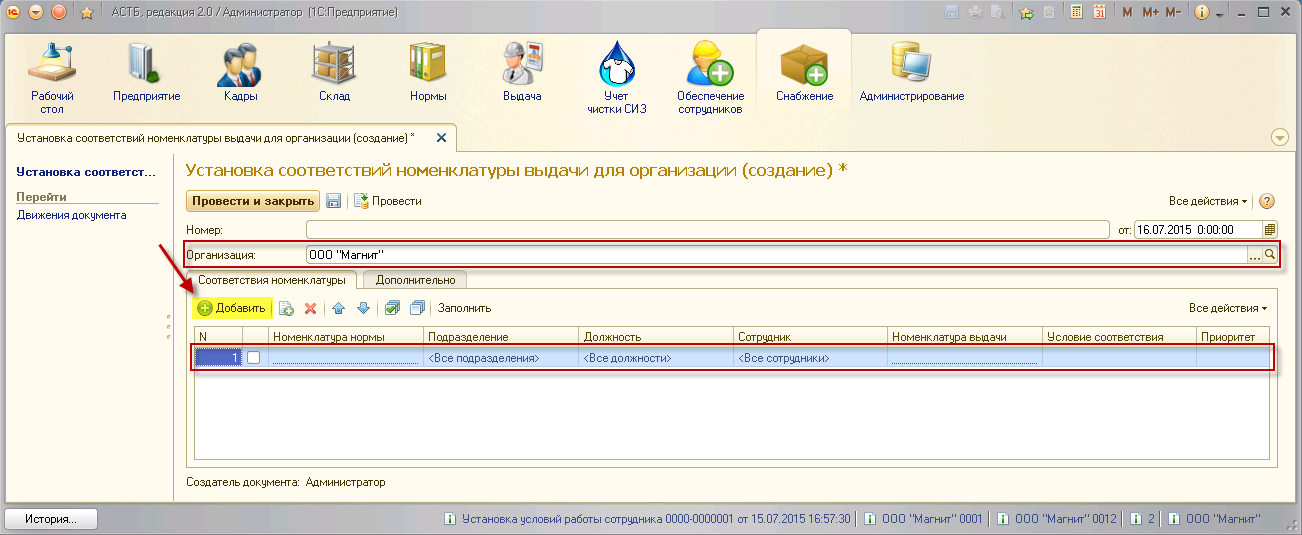 АСТБ, редакция 2.0 / Администратор (1С:Предприятие)
M M+ M-
Рабочий стол
Предприятие
Кадры
Склад
Нормы
Выдача
Учет чистки СИЗ
Обеспечение сотрудников
Снабжение
Администрирование
Установка соответствий номенклатуры выдачи для организации (создание) *
Установка соответст...
Перейти
Движения документа
Установка соответствий номенклатуры выдачи для организации (создание) *
Провести и закрыть Провести Все действия
Номер: от: 16.07.2015 0:00:00
Организация: ООО "Магнит" ...
Соответствия номенклатуры Дополнительно
Добавить Заполнить Все действия
N Номенклатура нормы Подразделение Должность Сотрудник Номенклатура выдачи Условие соответствия Приоритет
1 <Все подразделения> <Все должности> <Все сотрудники>
Создатель документа: Администратор
История... Установка условий работы сотрудника 0000-0000001 от 15.07.2015 16:57:30 ООО "Магнит" 0001 ООО "Магнит" 0012 2 ООО "Магнит"